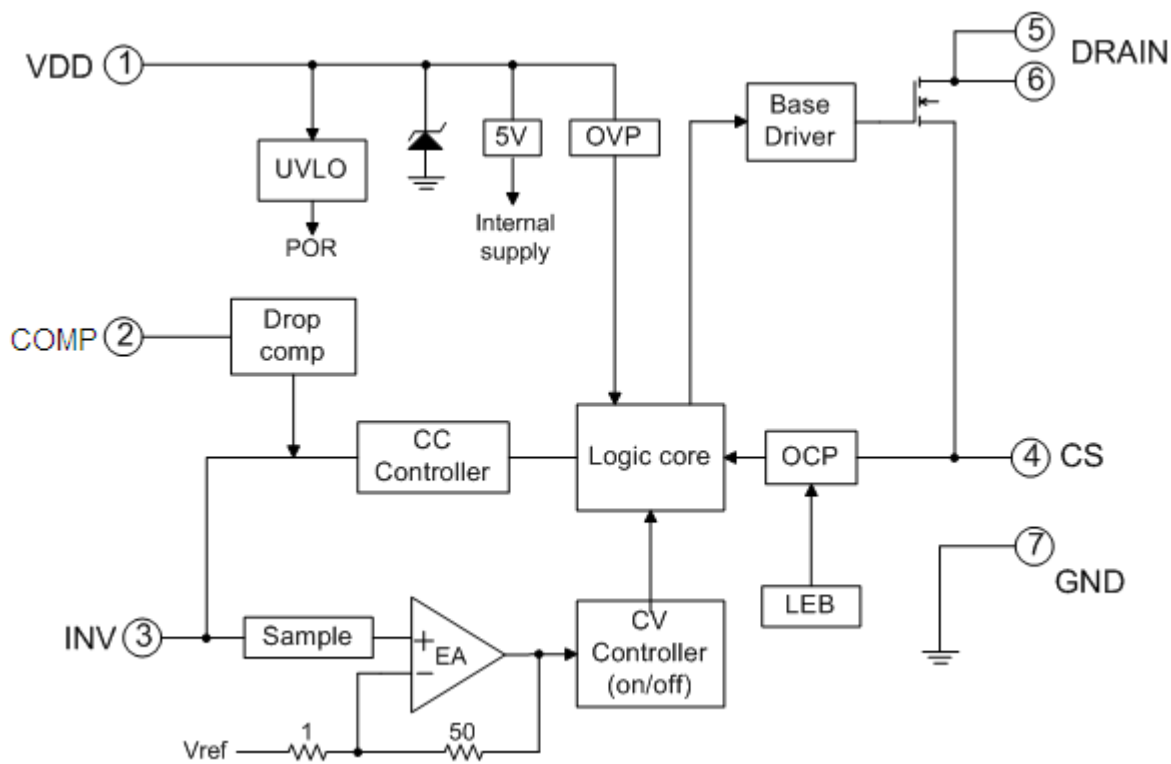 VDD 1
5
DRAIN
6
Base
Driver
5V
OVP
UVLO
Internal
supply
POR
COMP 2
Drop
comp
CC
Controller
Logic core
OCP
4 CS
7
GND
LEB
INV 3
Sample
+
EA
−
CV
Controller
(on/off)
Vref
1
50